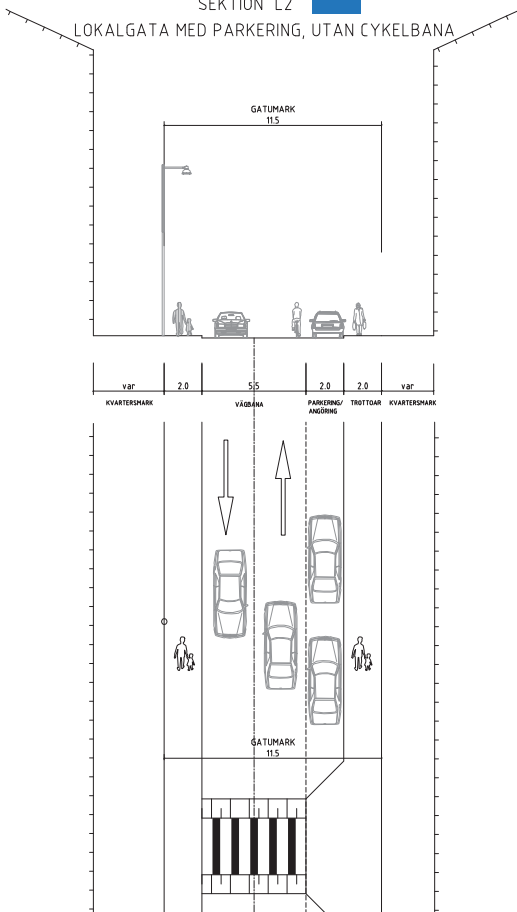 SEKTION L2
LOKALGATA MED PARKERING, UTAN CYKELBANA
GATUMARK
11.5
var 2.0 5.5 2.0 2.0 var
KVARTERSMARK VÄGBANA PARKERING/ TROTTOAR KVARTERSMARK
ANGÖRING
GATUMARK
11.5